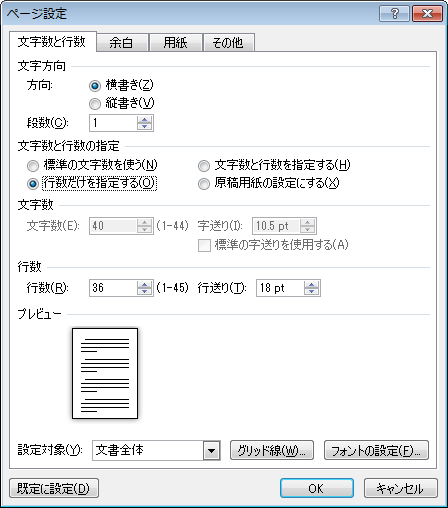 ページ設定
文字数と行数 余白 用紙 その他
文字方向
方向: 横書き(Z)
縦書き(V)
段数(C): 1
文字数と行数の指定
標準の文字数を使う(N) 文字数と行数を指定する(H)
行数だけを指定する(O) 原稿用紙の設定にする(X)
文字数
文字数(E): 40 (1-44) 字送り(I): 10.5 pt
標準の字送りを使用する(A)
行数
行数(R): 36 (1-45) 行送り(T): 18 pt
プレビュー
設定対象(Y): 文書全体 グリッド線(W)... フォントの設定(F)...
既定に設定(D) OK キャンセル